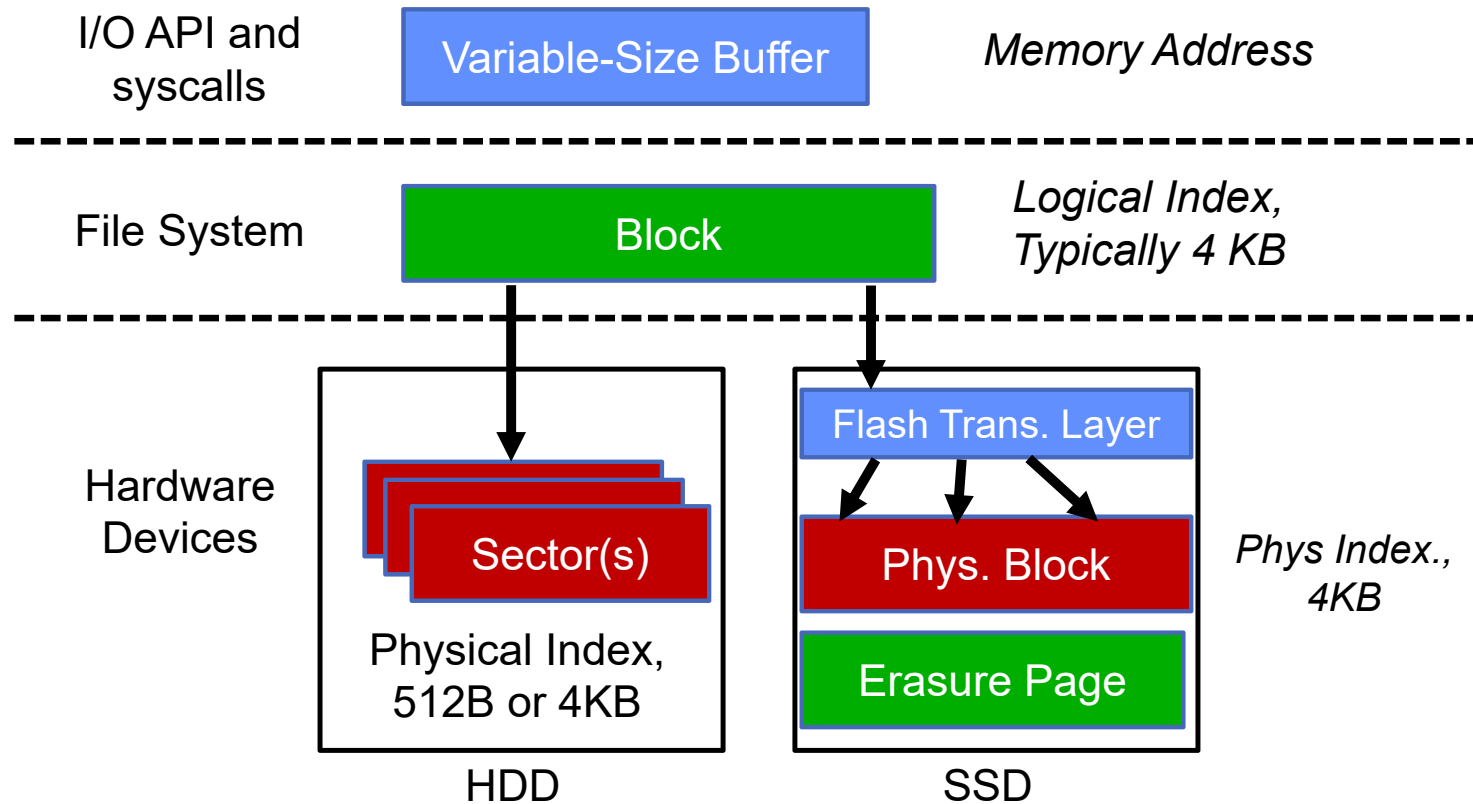 I/O API and
syscalls
Variable-Size Buffer
Memory Address
File System
Block
Logical Index,
Typically 4 KB
Hardware
Devices
Sector(s)
Physical Index,
512B or 4KB
HDD
Flash Trans. Layer
Phys. Block
Erasure Page
SSD
Phys Index.,
4KB